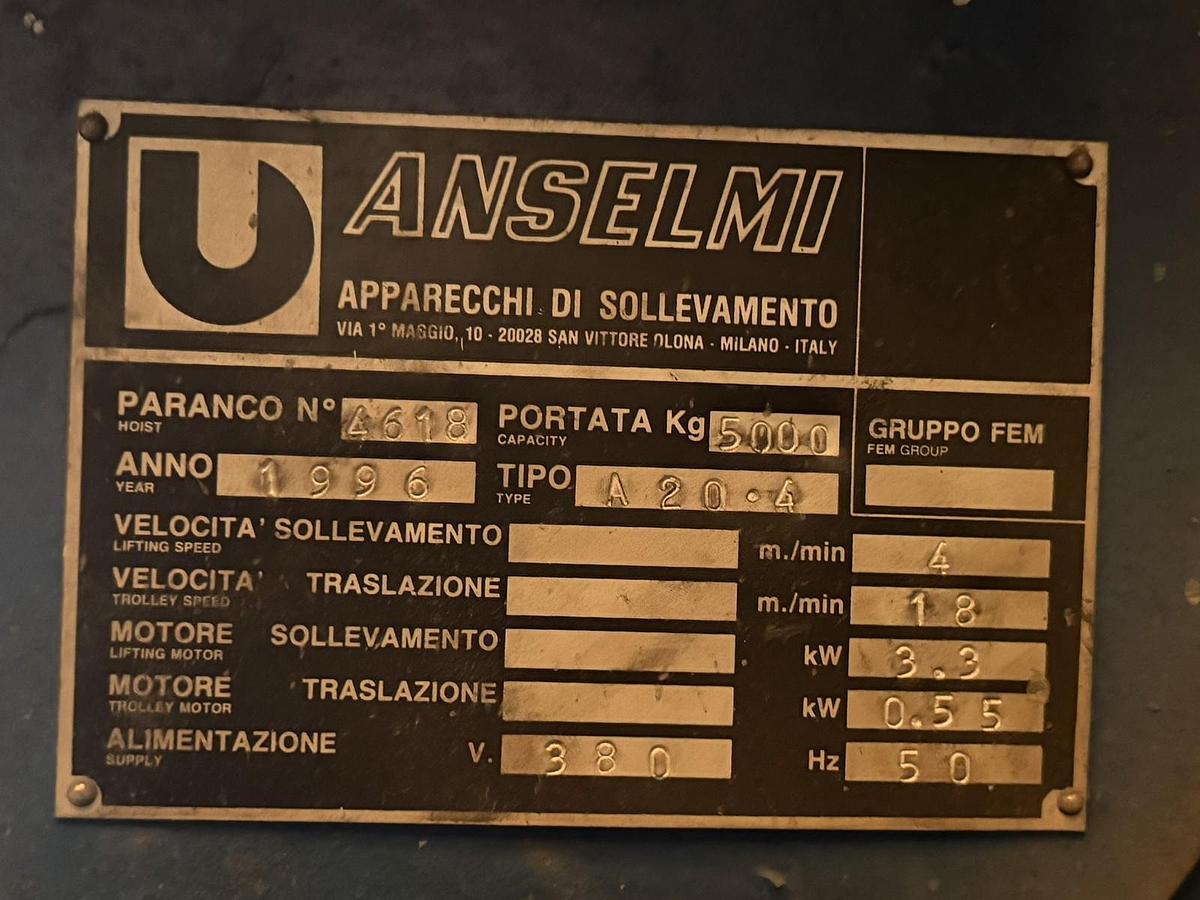 ANSELMI
APPARECCHI DI SOLLEVAMENTO
VIA 1° MAGGIO, 10 - 20028 SAN VITTORE OLONA - MILANO - ITALY
PARANCO N° 4618 PORTATA Kg 5000 GRUPPO FEM
HOIST CAPACITY FEM GROUP
ANNO 1996 TIPO A 20·4
YEAR TYPE
VELOCITA' SOLLEVAMENTO m./min 4
LIFTING SPEED
VELOCITA' TRASLAZIONE m./min 18
TROLLEY SPEED
MOTORE SOLLEVAMENTO kW 3.3
LIFTING MOTOR
MOTORE TRASLAZIONE kW 0.55
TROLLEY MOTOR
ALIMENTAZIONE V. 380 Hz 50
SUPPLY